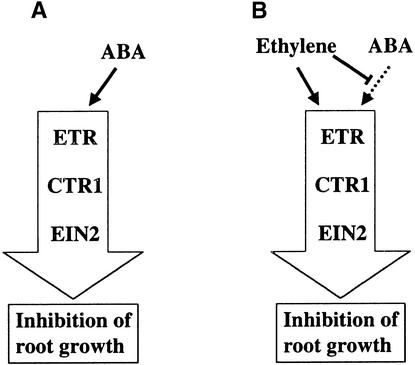 A
ABA
ETR
CTR1
EIN2
Inhibition of
root growth
B
Ethylene ABA
ETR
CTR1
EIN2
Inhibition of
root growth